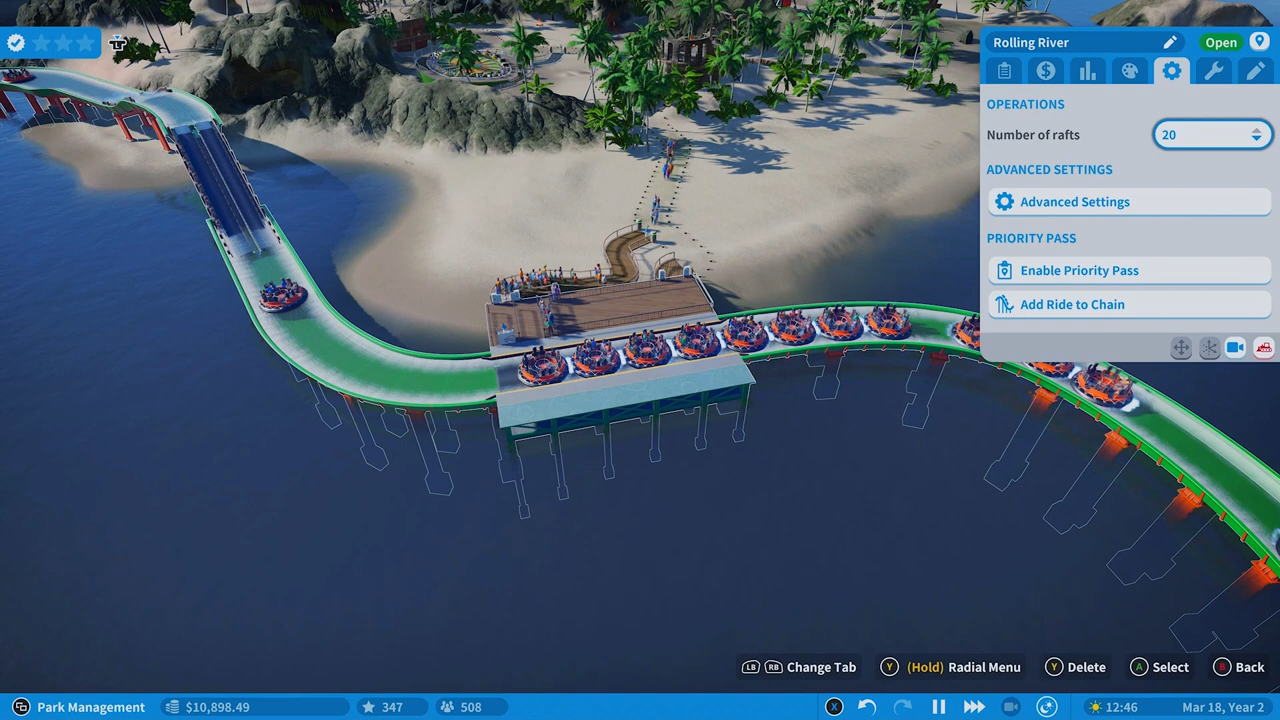 Rolling River
Open
OPERATIONS
Number of rafts
20
ADVANCED SETTINGS
Advanced Settings
PRIORITY PASS
Enable Priority Pass
Add Ride to Chain
LB RB Change Tab
Y (Hold) Radial Menu
Y Delete
A Select
B Back
Park Management
$10,898.49
347
508
X
12:46
Mar 18, Year 2